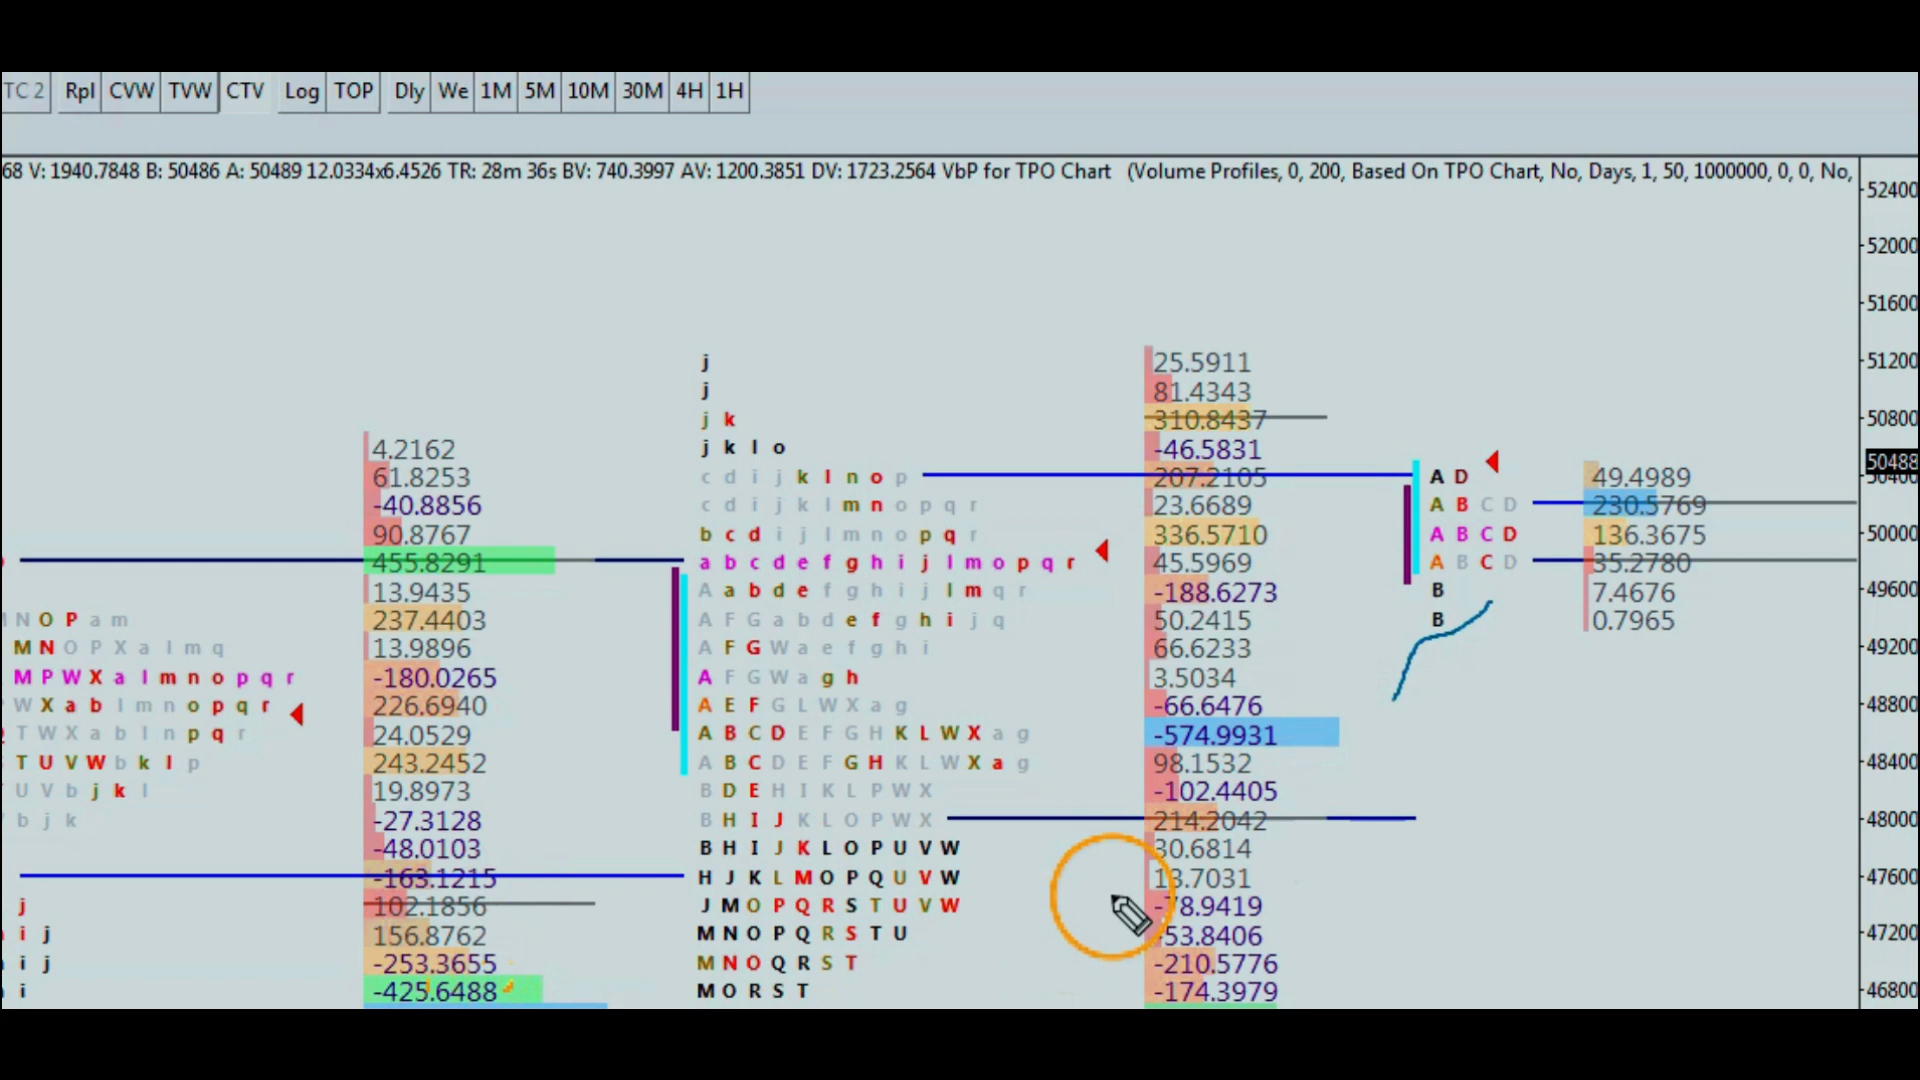 TC 2 Rpl CVW TVW CTV Log TOP Dly We 1M 5M 10M 30M 4H 1H
68 V: 1940.7848 B: 50486 A: 50489 12.0334x6.4526 TR: 28m 36s BV: 740.3997 AV: 1200.3851 DV: 1723.2564 VbP for TPO Chart (Volume Profiles, 0, 200, Based On TPO Chart, No, Days, 1, 50, 1000000, 0, 0, No,
52400
52000
51600
j 25.5911 51200
j 81.4343
j k 310.8437 50800
4.2162 j k l o -46.5831
50488
61.8253 c d i j k l n o p 207.2105 A D 49.4989 50400
-40.8856 c d i j k l m n o p q r 23.6689 A B C D 230.5769
90.8767 b c d i j l m n o p q r 336.5710 A B C D 136.3675 50000
455.8291 a b c d e f g h i j l m o p q r 45.5969 A B C D 35.2780
13.9435 A a b d e f g h i j l m q r -188.6273 B 7.4676 49600
N O P a m 237.4403 A F G a b d e f g h i j q 50.2415 B 0.7965
M N O P X a l m q 13.9896 A F G W a e f g h i 66.6233 49200
M P W X a l m n o p q r -180.0265 A F G W a g h 3.5034
W X a b l m n o p q r 226.6940 A E F G L W X a g -66.6476 48800
T W X a b l n p q r 24.0529 A B C D E F G H K L W X a g -574.9931
T U V W b k l p 243.2452 A B C D E F G H K L W X a g 98.1532 48400
U V b j k l 19.8973 B D E H I K L P W X -102.4405
b j k -27.3128 B H I J K L O P W X 214.2042 48000
-48.0103 B H I J K L O P U V W 30.6814
-163.1215 H J K L M O P Q U V W 13.7031 47600
j 102.1856 J M O P Q R S T U V W -78.9419
i j 156.8762 M N O P Q R S T U -53.8406 47200
i j -253.3655 M N O Q R S T -210.5776
i -425.6488 M O R S T -174.3979 46800